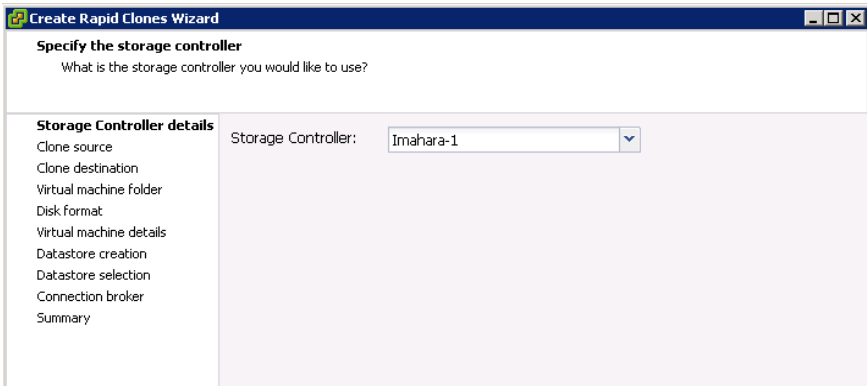 Create Rapid Clones Wizard
Specify the storage controller
What is the storage controller you would like to use?
Storage Controller details
Clone source
Clone destination
Virtual machine folder
Disk format
Virtual machine details
Datastore creation
Datastore selection
Connection broker
Summary
Storage Controller: Imahara-1